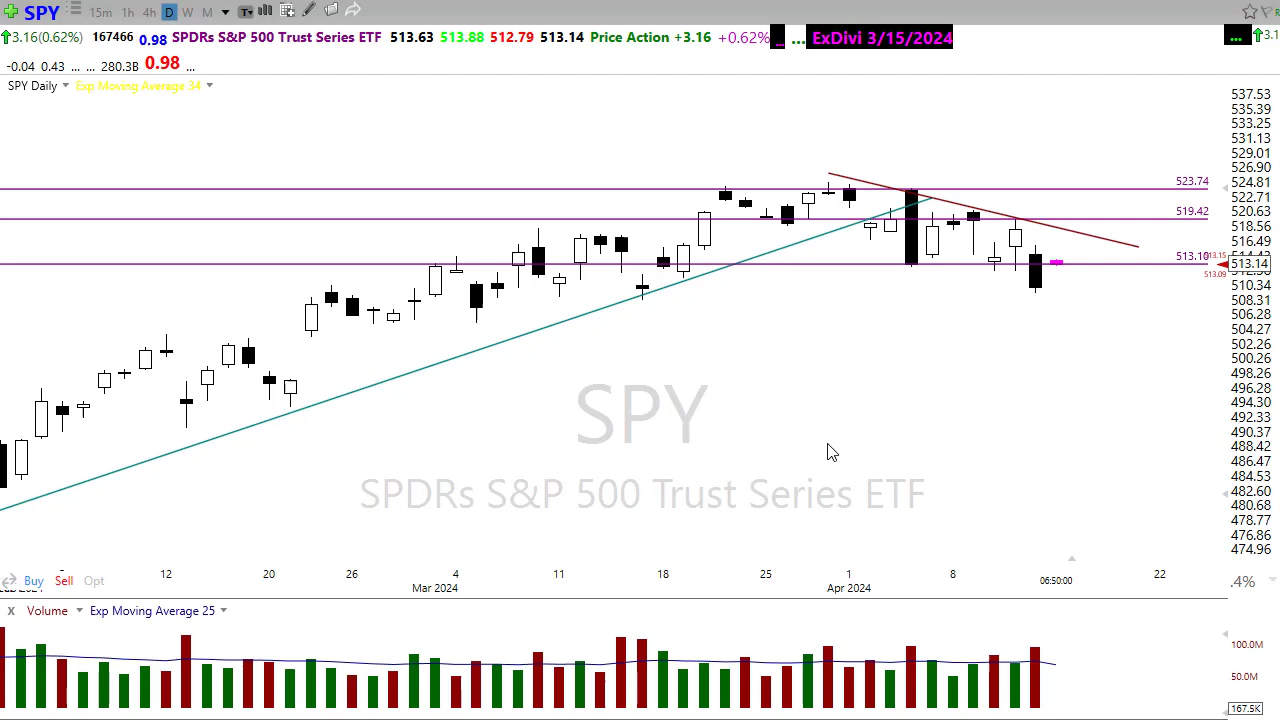 SPY 15m 1h 4h D W M T
3.16(0.62%) 167466 0.98 SPDRs S&P 500 Trust Series ETF 513.63 513.88 512.79 513.14 Price Action +3.16 +0.62% ... ... ExDivi 3/15/2024 ... 3.1
-0.04 0.43 ... ... 280.3B 0.98 ...
SPY Daily Exp Moving Average 34
537.53
535.39
533.25
531.13
529.01
526.90
523.74 524.81
522.71
519.42 520.63
518.56
516.49
513.10 513.15
513.14
513.09
510.34
508.31
506.28
504.27
502.26
500.26
498.26
496.28
494.30
492.33
490.37
488.42
486.47
484.53
482.60
480.68
478.77
476.86
474.96
SPY
SPDRs S&P 500 Trust Series ETF
12 20 26 4 11 18 25 1 8 06:50:00 22
Buy Sell Opt .4%
Mar 2024 Apr 2024
X Volume Exp Moving Average 25
100.0M
50.0M
167.5K